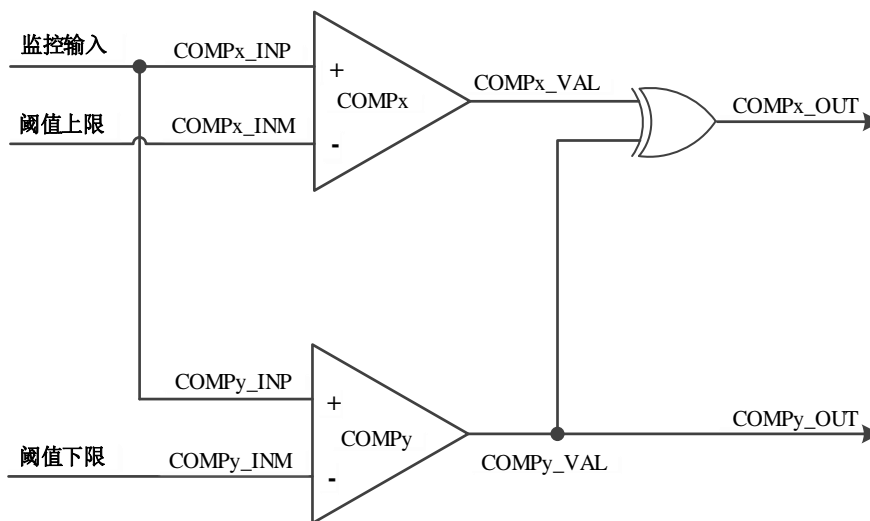 监控输入
COMPx_INP
+
COMPx
COMPx_VAL
COMPx_OUT
阈值上限
COMPx_INM
-
COMPy_INP
+
COMPy
COMPy_OUT
阈值下限
COMPy_INM
-
COMPy_VAL